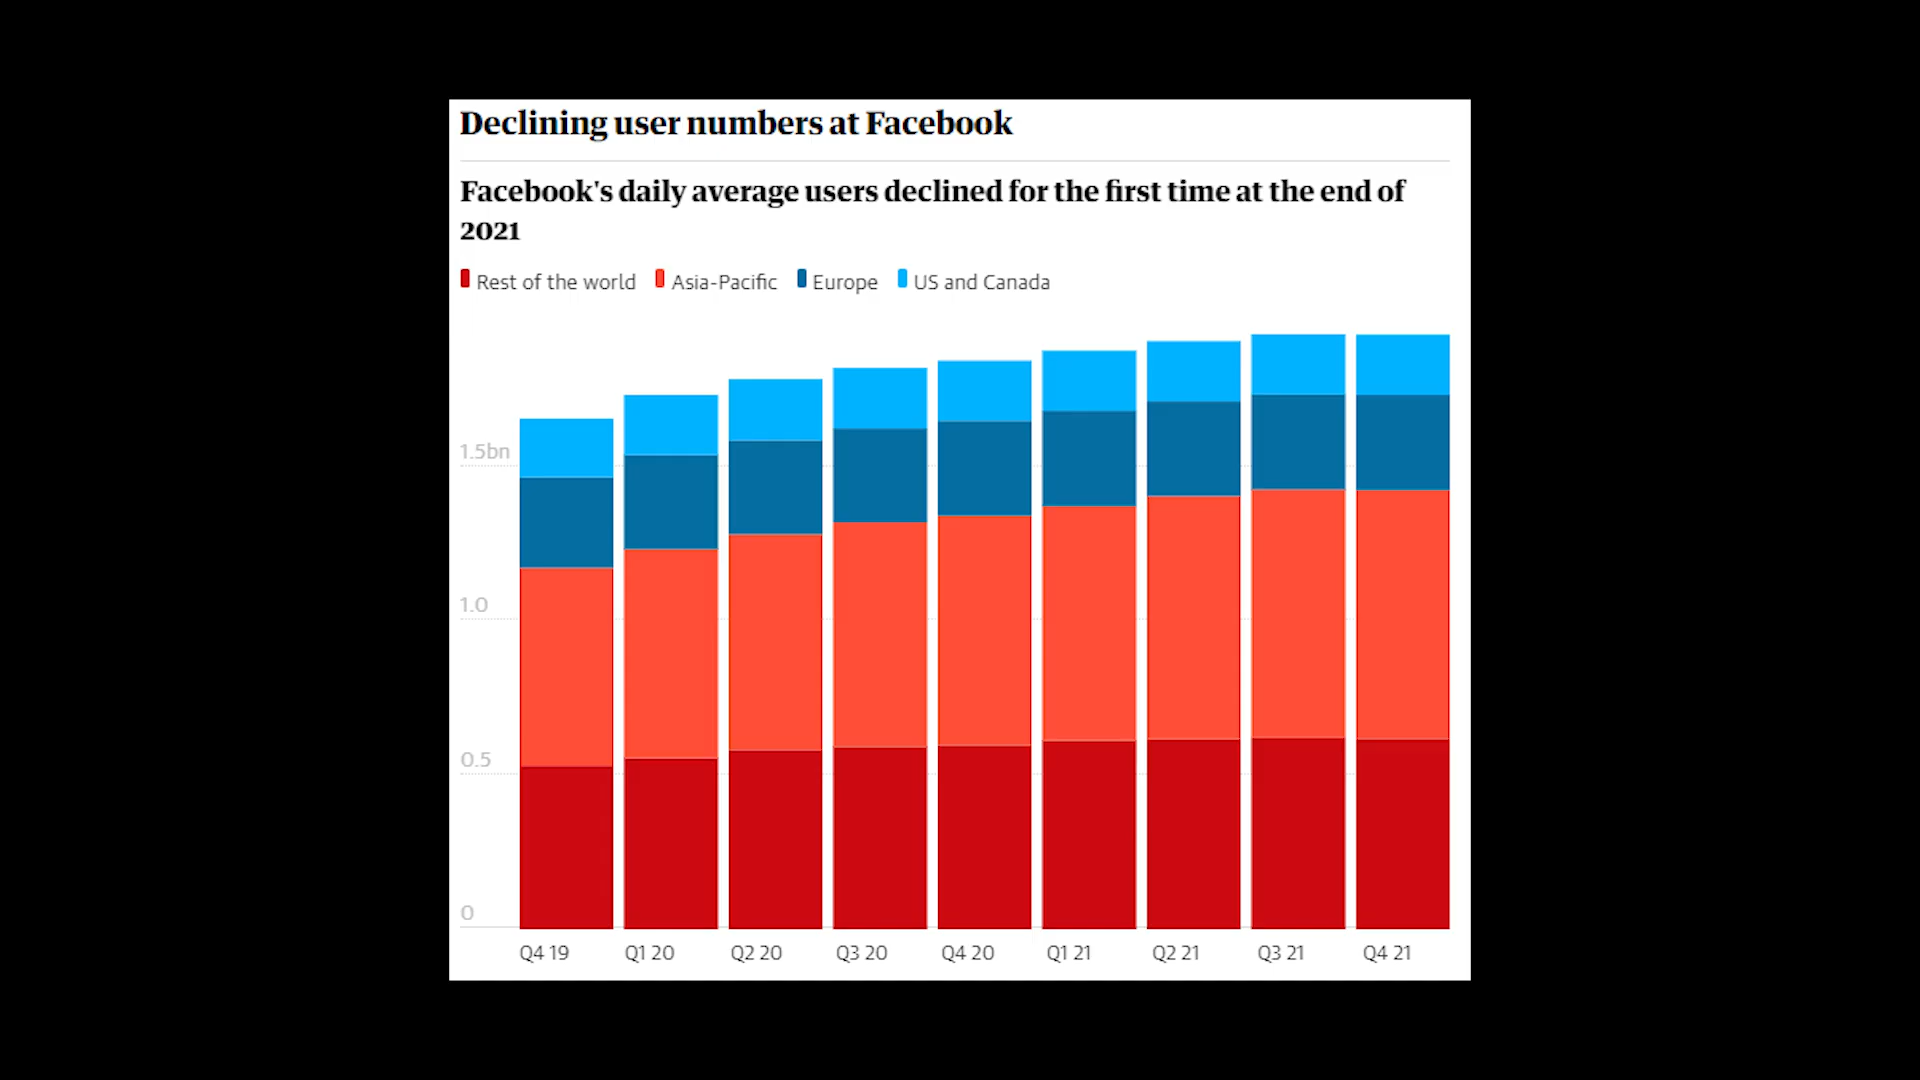 Declining user numbers at Facebook
Facebook's daily average users declined for the first time at the end of
2021
Rest of the world Asia-Pacific Europe US and Canada
1.5bn
1.0
0.5
0
Q4 19 Q1 20 Q2 20 Q3 20 Q4 20 Q1 21 Q2 21 Q3 21 Q4 21